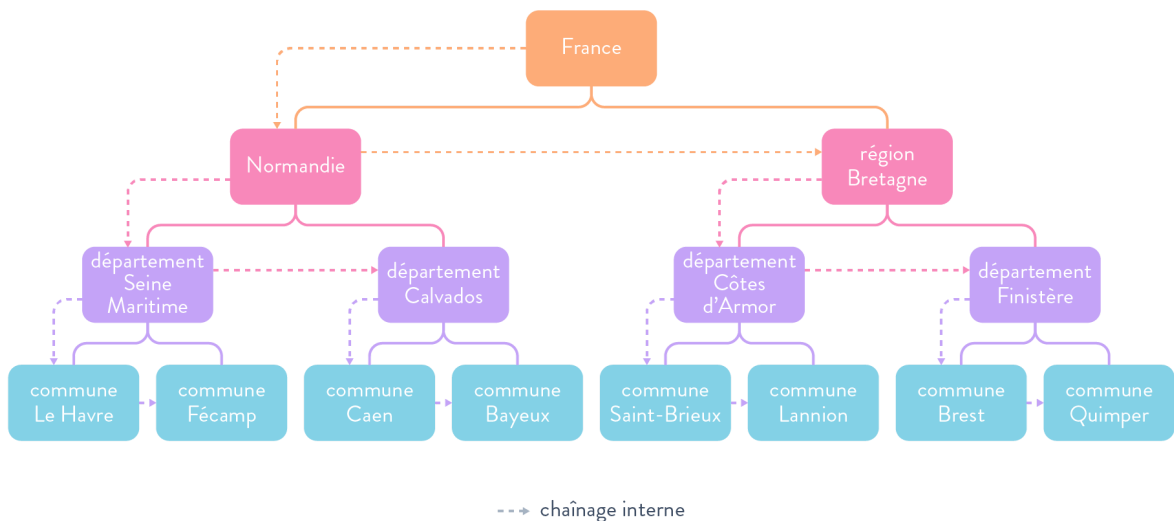 France
Normandie
région
Bretagne
département
Seine
Maritime
département
Calvados
département
Côtes
d'Armor
département
Finistère
commune
Le Havre
commune
Fécamp
commune
Caen
commune
Bayeux
commune
Saint-Brieux
commune
Lannion
commune
Brest
commune
Quimper
chaînage interne